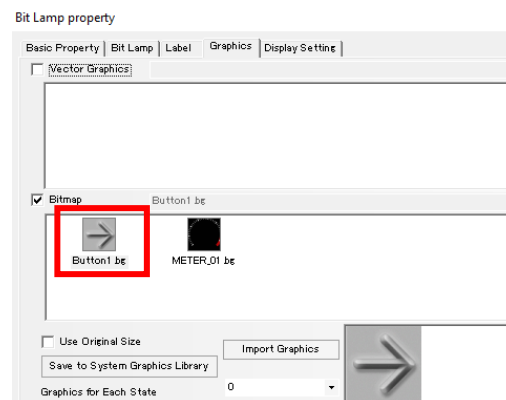 Bit Lamp property
Basic Property Bit Lamp Label Graphics Display Setting
Vector Graphics
Bitmap Button1.bg
Button1.bg METER_01.bg
Use Original Size
Import Graphics
Save to System Graphics Library
Graphics for Each State 0